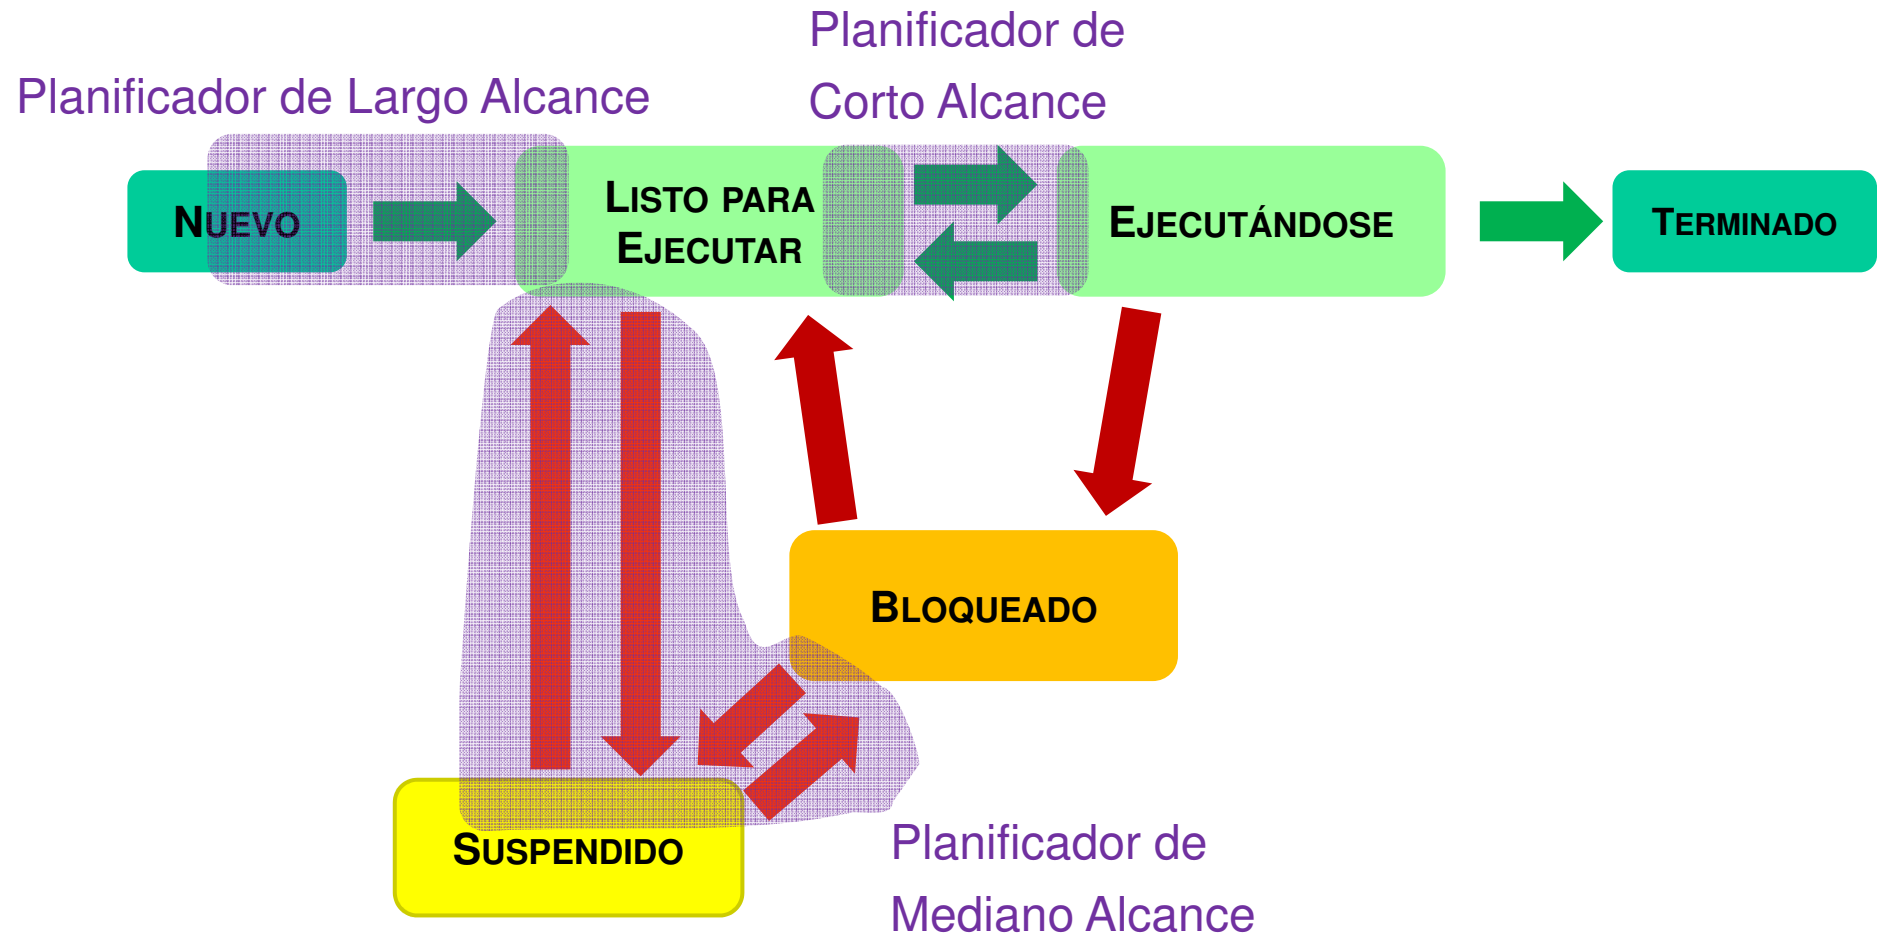 Planificador de
Corto Alcance
Planificador de Largo Alcance
NUEVO
LISTO PARA
EJECUTAR
EJECUTÁNDOSE
TERMINADO
BLOQUEADO
SUSPENDIDO
Planificador de
Mediano Alcance